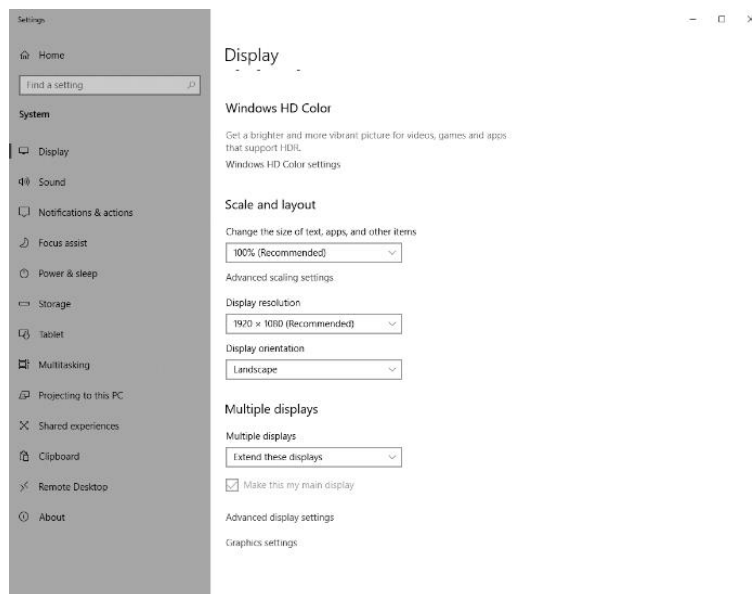 Settings
Home
Find a setting
System
Display
Sound
Notifications & actions
Focus assist
Power & sleep
Storage
Tablet
Multitasking
Projecting to this PC
Shared experiences
Clipboard
Remote Desktop
About
Display
Windows HD Color
Get a brighter and more vibrant picture for videos, games and apps
that support HDR.
Windows HD Color settings
Scale and layout
Change the size of text, apps, and other items
100% (Recommended)
Advanced scaling settings
Display resolution
1920 × 1080 (Recommended)
Display orientation
Landscape
Multiple displays
Multiple displays
Extend these displays
Make this my main display
Advanced display settings
Graphics settings